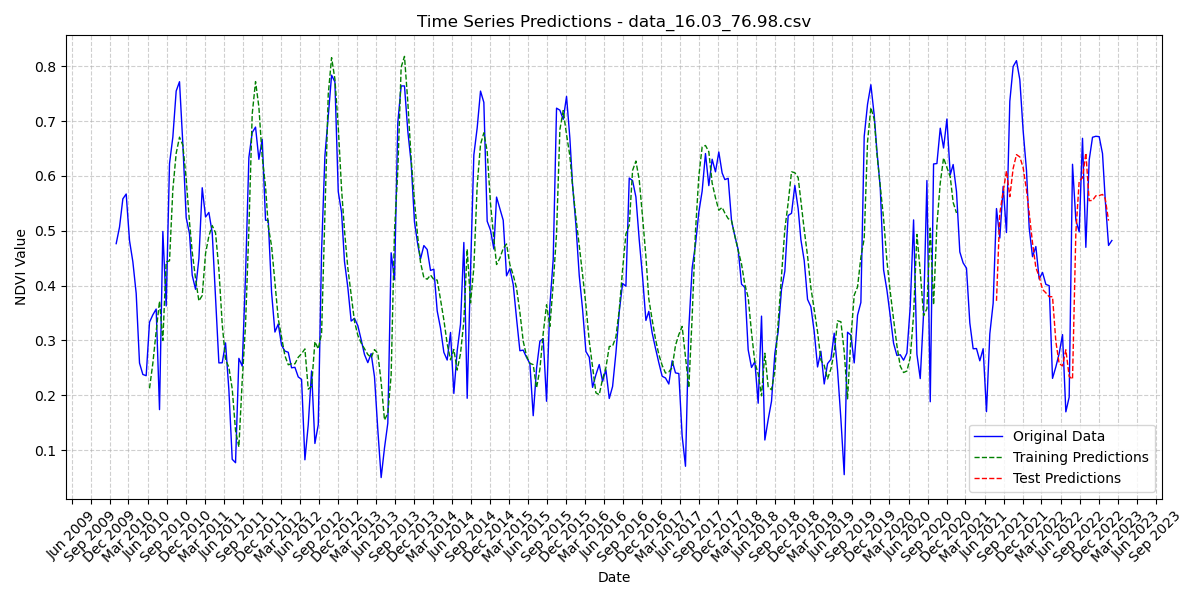 Time Series Predictions - data_16.03_76.98.csv
NDVI Value
0.8
0.7
0.6
0.5
0.4
0.3
0.2
0.1
Original Data
Training Predictions
Test Predictions
Jun 2009
Sep 2009
Dec 2009
Mar 2010
Jun 2010
Sep 2010
Dec 2010
Mar 2011
Jun 2011
Sep 2011
Dec 2011
Mar 2012
Jun 2012
Sep 2012
Dec 2012
Mar 2013
Jun 2013
Sep 2013
Dec 2013
Mar 2014
Jun 2014
Sep 2014
Dec 2014
Mar 2015
Jun 2015
Sep 2015
Dec 2015
Mar 2016
Jun 2016
Sep 2016
Dec 2016
Mar 2017
Jun 2017
Sep 2017
Dec 2017
Mar 2018
Jun 2018
Sep 2018
Dec 2018
Mar 2019
Jun 2019
Sep 2019
Dec 2019
Mar 2020
Jun 2020
Sep 2020
Dec 2020
Mar 2021
Jun 2021
Sep 2021
Dec 2021
Mar 2022
Jun 2022
Sep 2022
Dec 2022
Mar 2023
Jun 2023
Sep 2023
Date